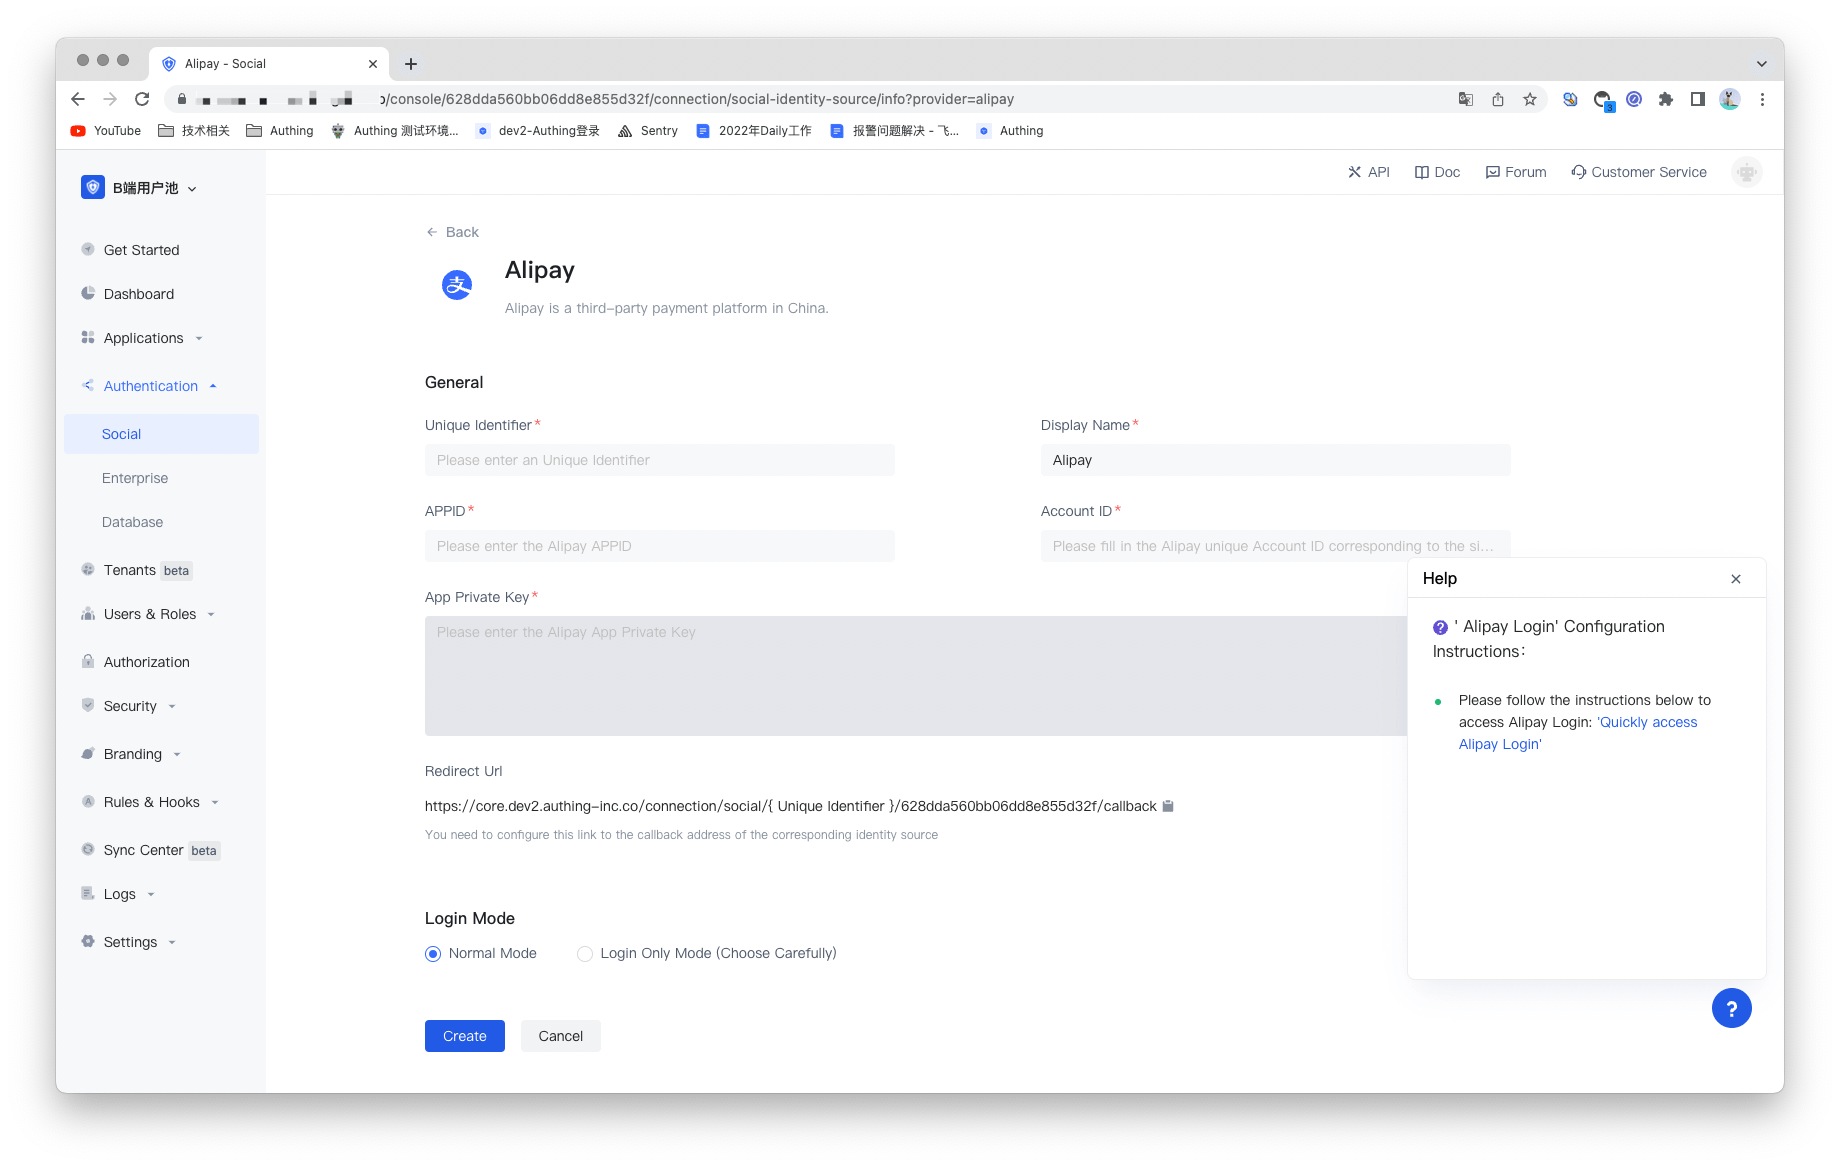 Alipay - Social
/console/628dda560bb06dd8e855d32f/connection/social-identity-source/info?provider=alipay
3
YouTube 技术相关 Authing Authing 测试环境... dev2-Authing登录 Sentry 2022年Daily工作 报警问题解决 - 飞... Authing
B端用户池
API Doc Forum Customer Service
Get Started
Dashboard
Applications
Authentication
Social
Enterprise
Database
Tenants beta
Users & Roles
Authorization
Security
Branding
Rules & Hooks
Sync Center beta
Logs
Settings
← Back
支
Alipay
Alipay is a third-party payment platform in China.
General
Unique Identifier*
Please enter an Unique Identifier
Display Name*
Alipay
APPID*
Please enter the Alipay APPID
Account ID*
Please fill in the Alipay unique Account ID corresponding to the si...
App Private Key*
Please enter the Alipay App Private Key
Redirect Url
https://core.dev2.authing-inc.co/connection/social/{ Unique Identifier }/628dda560bb06dd8e855d32f/callback
You need to configure this link to the callback address of the corresponding identity source
Login Mode
Normal Mode Login Only Mode (Choose Carefully)
Create Cancel
Help
? ' Alipay Login' Configuration
Instructions：
Please follow the instructions below to
access Alipay Login: 'Quickly access
Alipay Login'
?